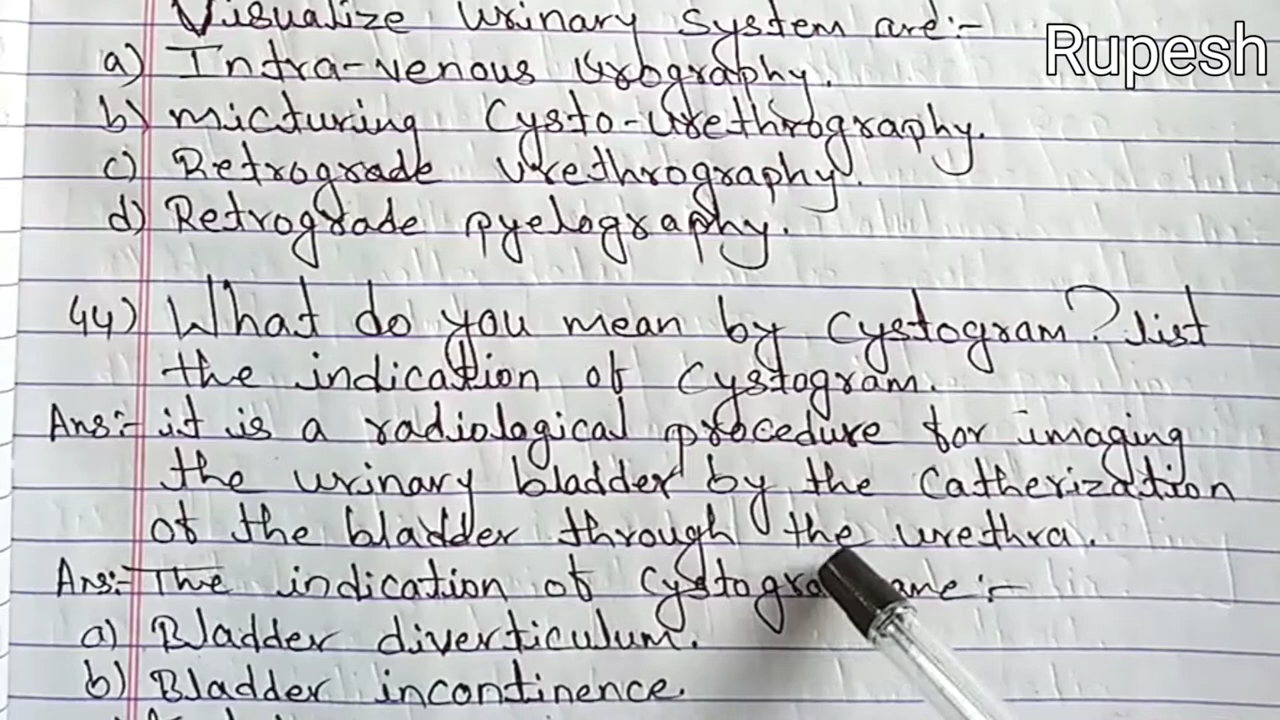 Visualize Urinary System are:-
Rupesh
a) Intra-venous Urography.
b) micturing Cysto-Urethrography.
c) Retrograde Urethrography.
d) Retrograde pyelography.
44) What do you mean by Cystogram? list
the indication of Cystogram.
Ans:- it is a radiological procedure for imaging
the urinary bladder by the Catherization
of the bladder through the urethra.
Ans:- The indication of are:-
a) Bladder diverticulum.
b) Bladder incontinence.